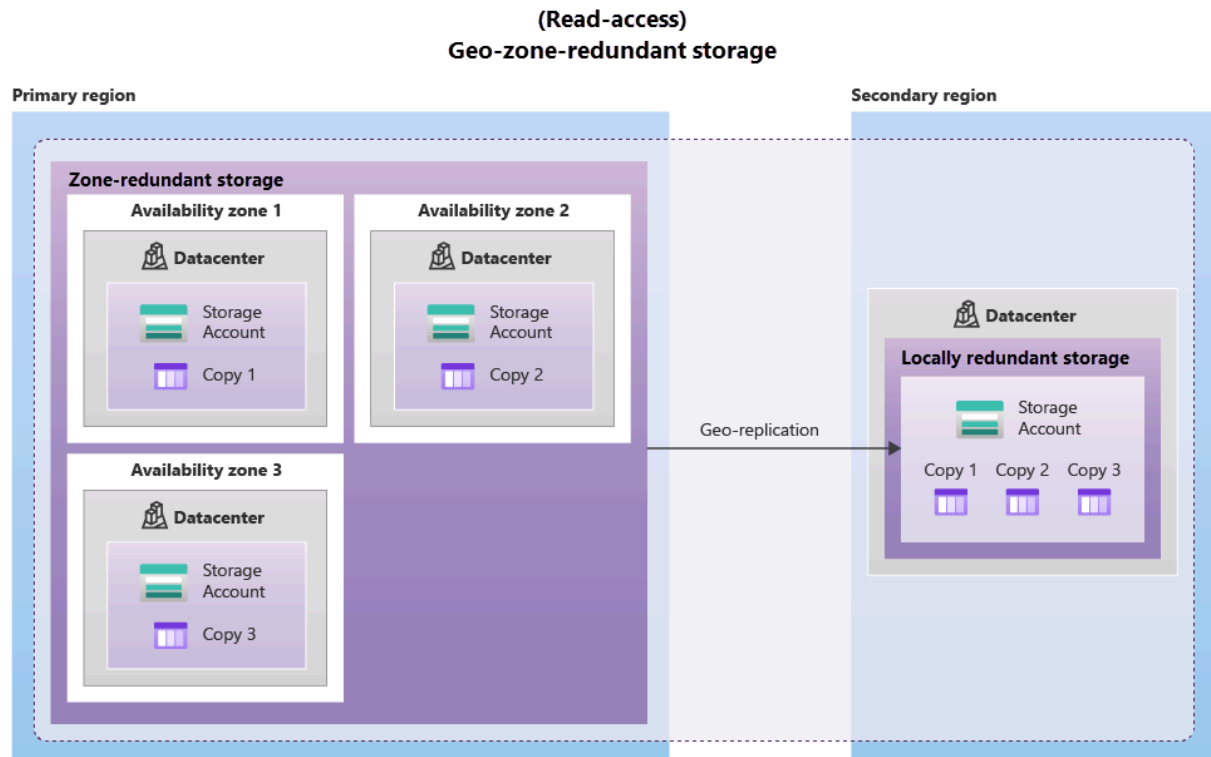 (Read-access)
Geo-zone-redundant storage
Primary region
Secondary region
Zone-redundant storage
Availability zone 1
Datacenter
Storage
Account
Copy 1
Availability zone 2
Datacenter
Storage
Account
Copy 2
Availability zone 3
Datacenter
Storage
Account
Copy 3
Geo-replication
Datacenter
Locally redundant storage
Storage
Account
Copy 1 Copy 2 Copy 3